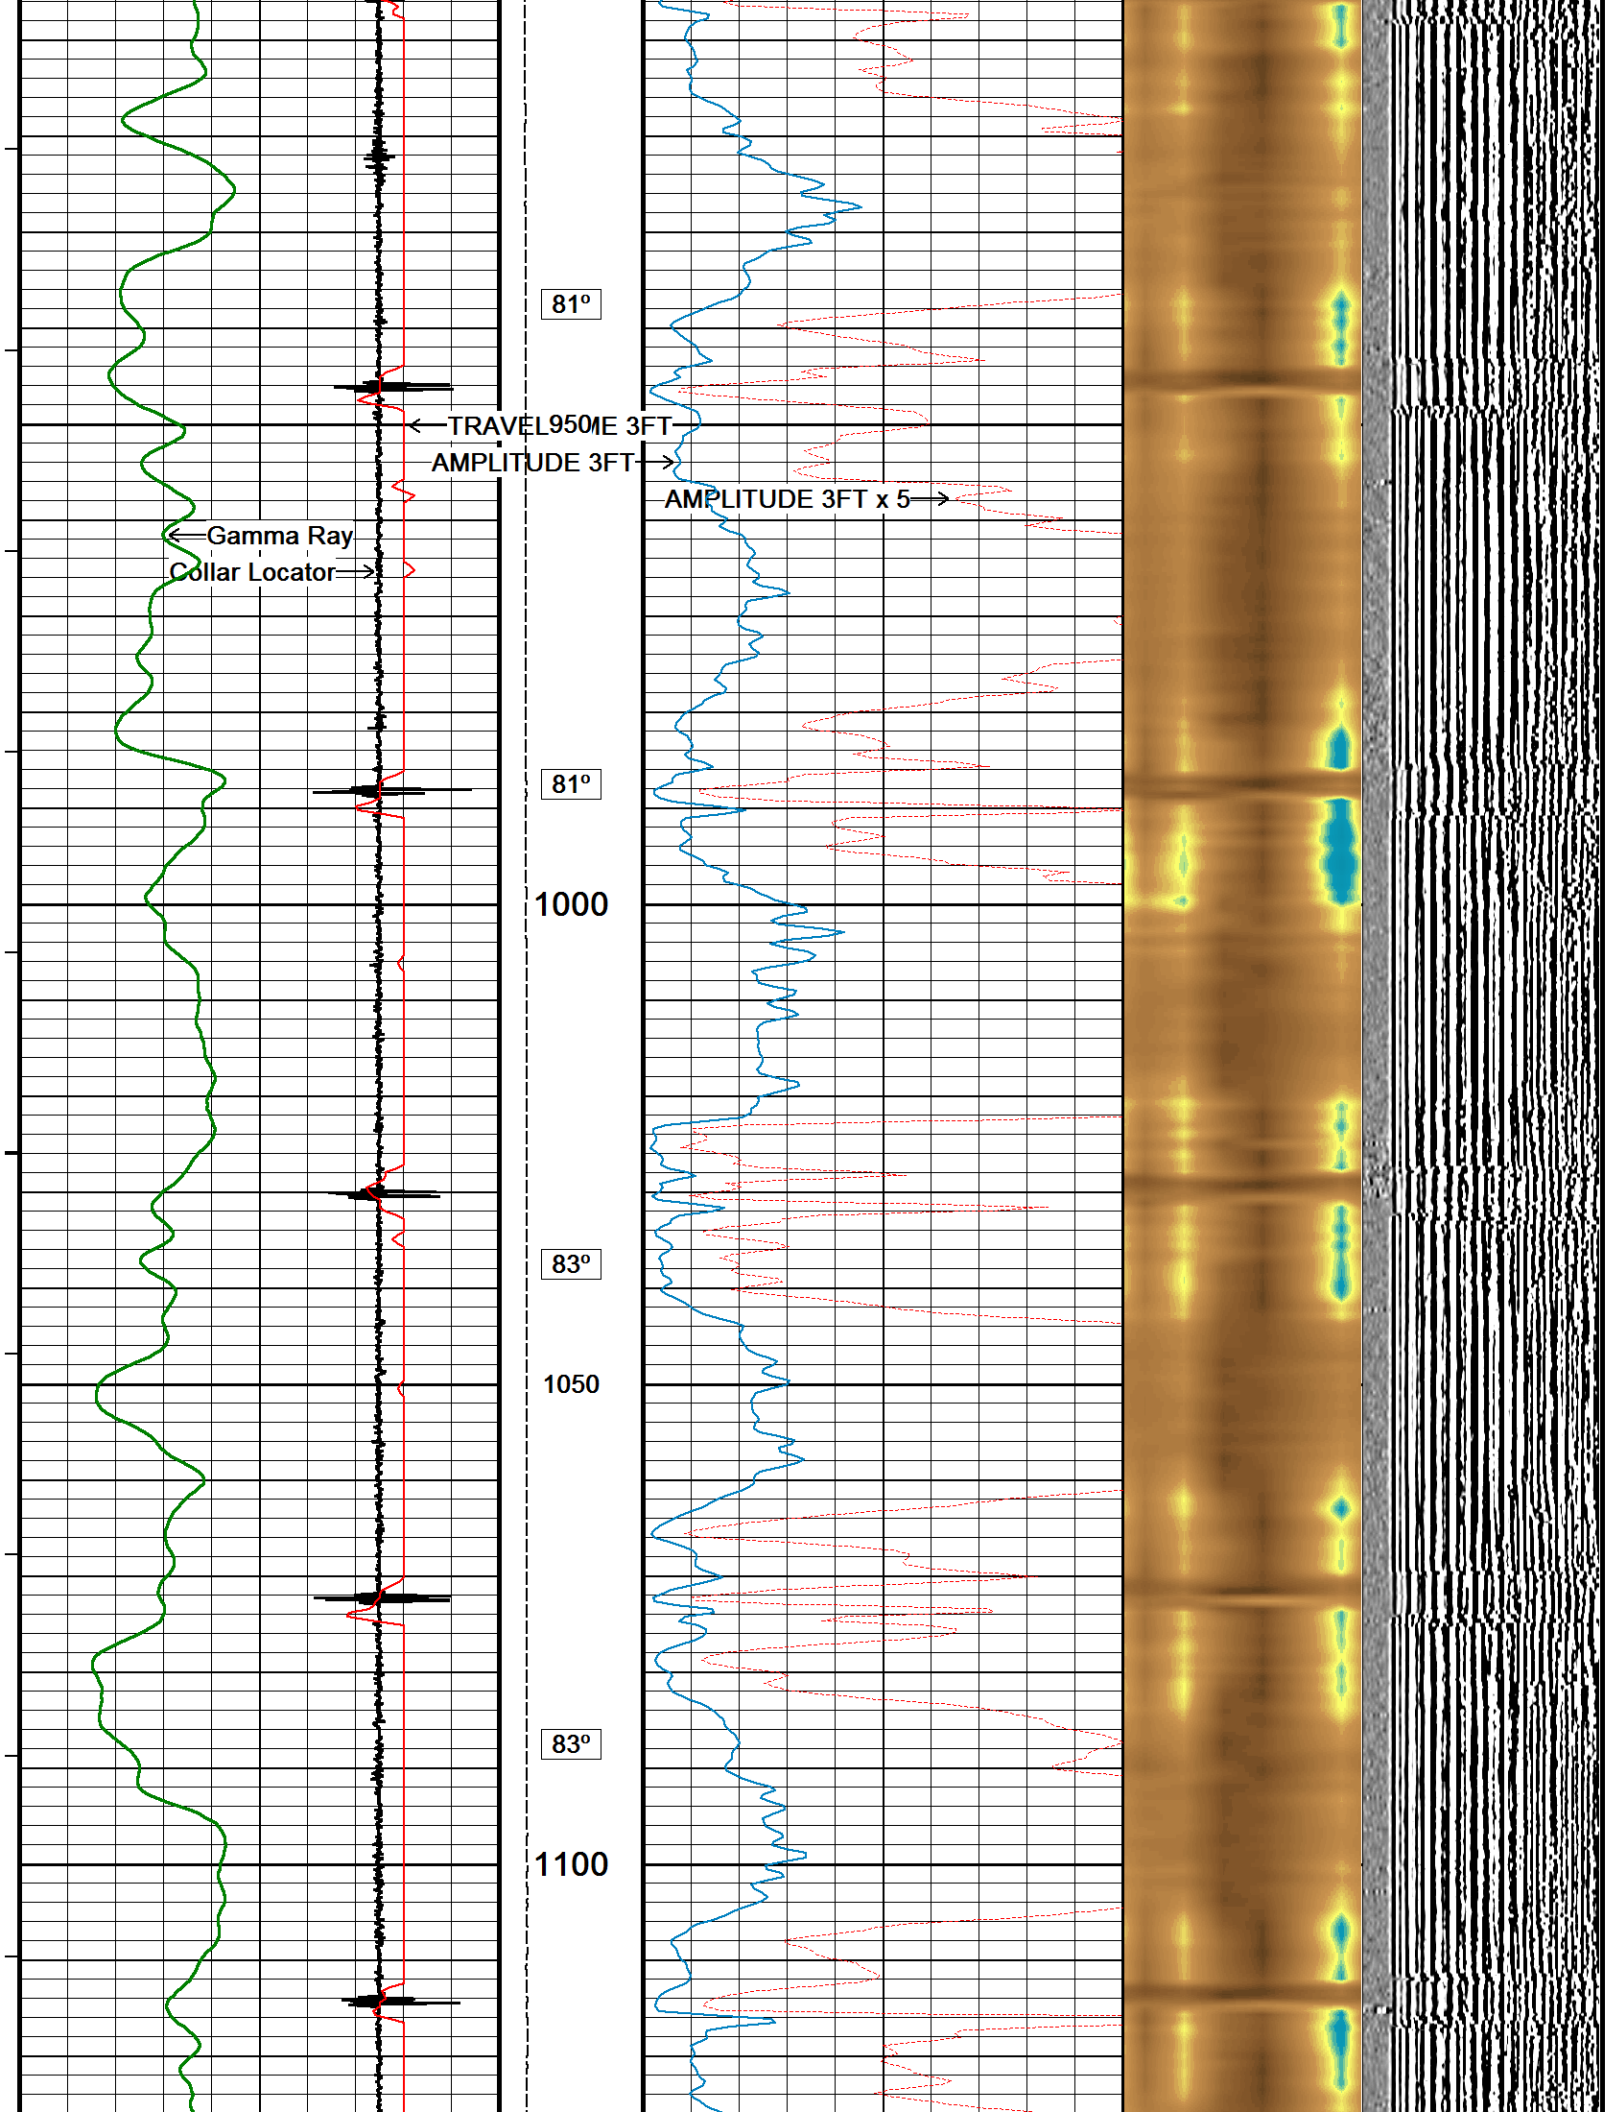 81º
TRAVEL950ME 3FT
AMPLITUDE 3FT
AMPLITUDE 3FT x 5
Gamma Ray
Collar Locator
81º
1000
83º
1050
83º
1100